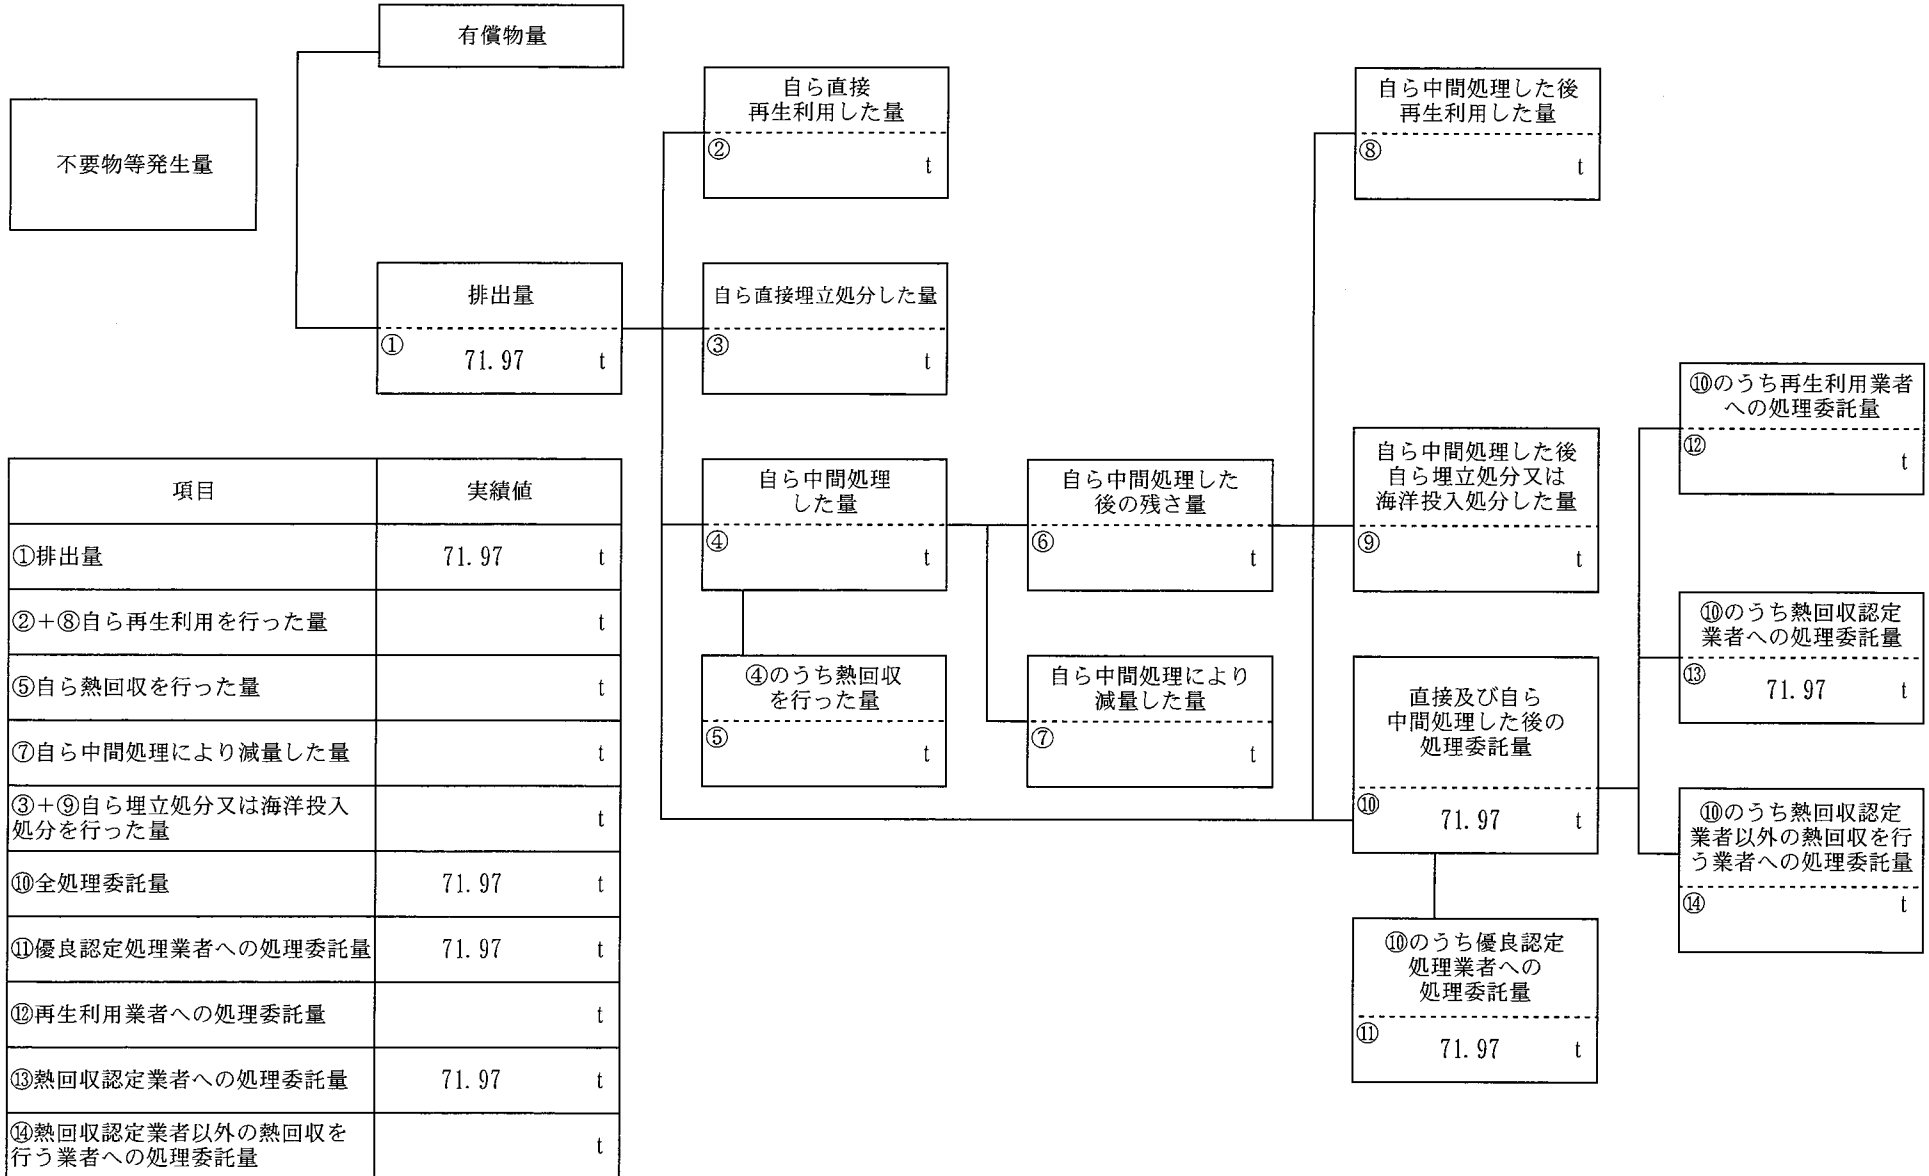 有償物量
不要物等発生量
排出量
① 71.97 t
自ら直接
再生利用した量
② t
自ら直接埋立処分した量
③ t
自ら中間処理
した量
④ t
④のうち熱回収
を行った量
⑤ t
自ら中間処理した
後の残さ量
⑥ t
自ら中間処理により
減量した量
⑦ t
自ら中間処理した後
再生利用した量
⑧ t
自ら中間処理した後
自ら埋立処分又は
海洋投入処分した量
⑨ t
直接及び自ら
中間処理した後の
処理委託量
⑩ 71.97 t
⑩のうち優良認定
処理業者への
処理委託量
⑪ 71.97 t
⑩のうち再生利用業者
への処理委託量
⑫ t
⑩のうち熱回収認定
業者への処理委託量
⑬ 71.97 t
⑩のうち熱回収認定
業者以外の熱回収を行
う業者への処理委託量
⑭ t
項目 実績値
①排出量 71.97 t
②+⑧自ら再生利用を行った量 t
⑤自ら熱回収を行った量 t
⑦自ら中間処理により減量した量 t
③+⑨自ら埋立処分又は海洋投入
処分を行った量 t
⑩全処理委託量 71.97 t
⑪優良認定処理業者への処理委託量 71.97 t
⑫再生利用業者への処理委託量 t
⑬熱回収認定業者への処理委託量 71.97 t
⑭熱回収認定業者以外の熱回収を
行う業者への処理委託量 t